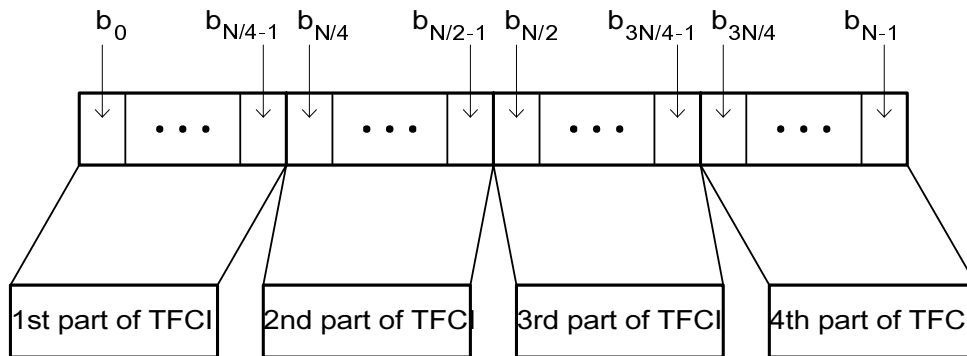 b0 bN/4-1 bN/4 bN/2-1 bN/2 b3N/4-1 b3N/4 bN-1
1st part of TFCI 2nd part of TFCI 3rd part of TFCI 4th part of TFC